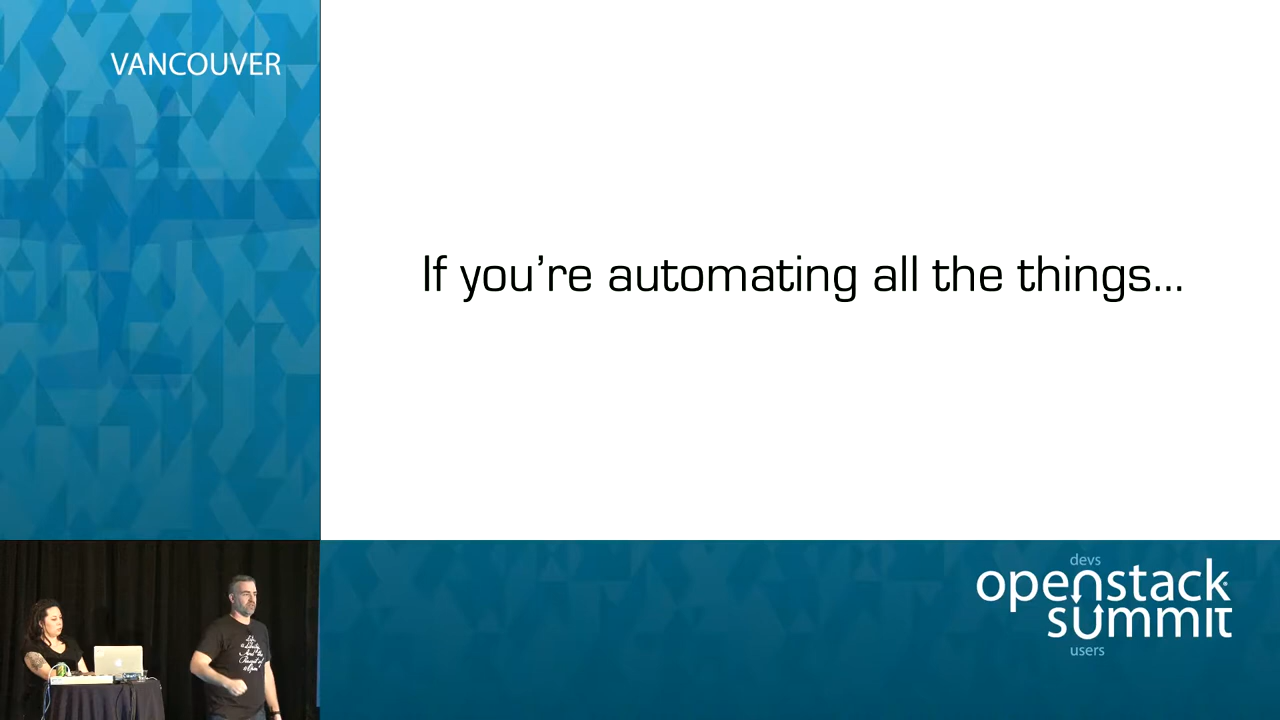 VANCOUVER
If you're automating all the things...
devs
openstack
summit
users